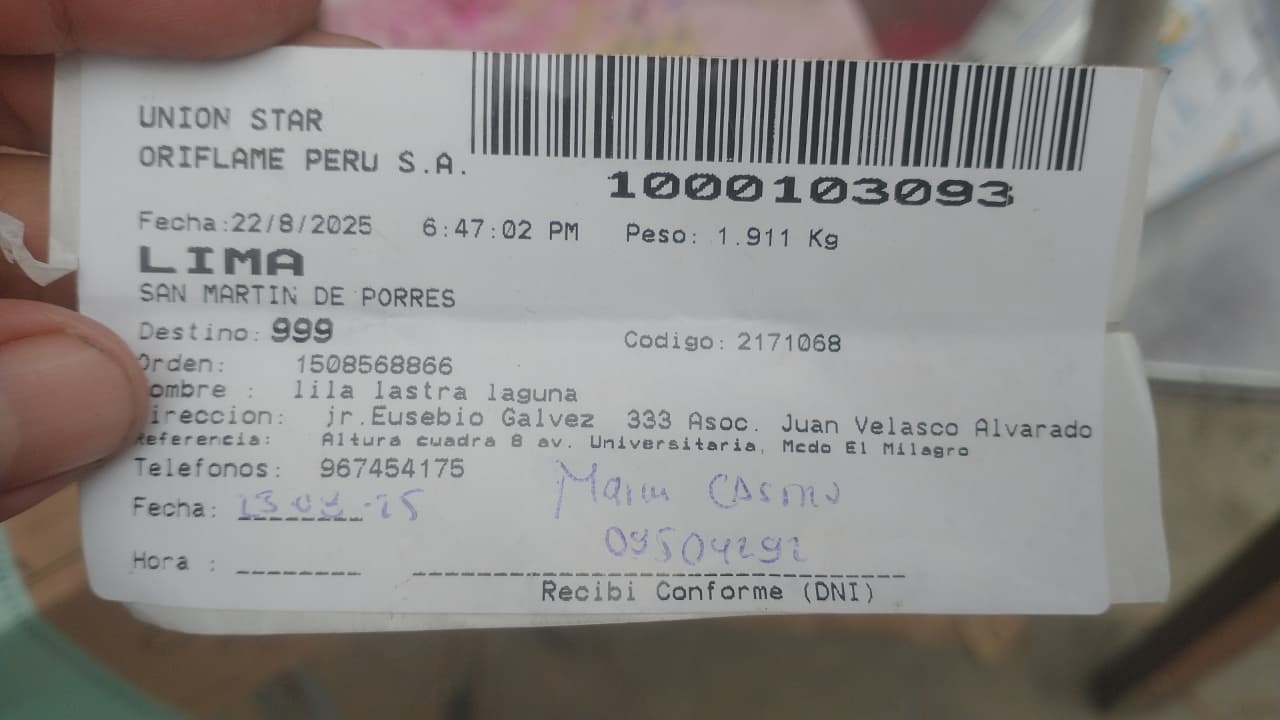 UNION STAR
ORIFLAME PERU S.A.
1000103093
Fecha:22/8/2025 6:47:02 PM Peso: 1.911 Kg
LIMA
SAN MARTIN DE PORRES
Destino: 999 Codigo: 2171068
Orden: 1508568866
ombre : lila lastra laguna
ireccion: jr.Eusebio Galvez 333 Asoc. Juan Velasco Alvarado
Referencia: Altura cuadra 8 av. Universitaria, Mcdo El Milagro
Telefonos: 967454175
Fecha:
09504292
Hora :
Recibi Conforme (DNI)